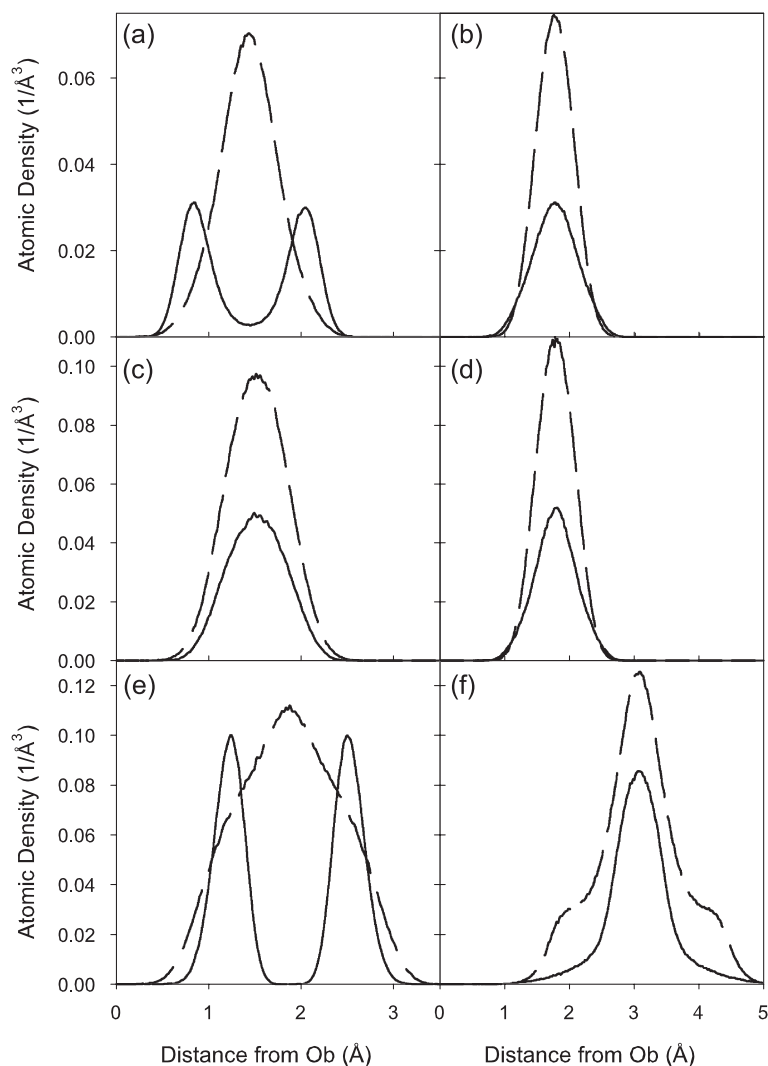 (a)
(b)
0.06
0.04
0.02
0.00
Atomic Density (1/Å³)
(c)
(d)
0.10
0.08
0.06
0.04
0.02
0.00
Atomic Density (1/Å³)
(e)
(f)
0.12
0.10
0.08
0.06
0.04
0.02
0.00
Atomic Density (1/Å³)
0 1 2 3 0 1 2 3 4 5
Distance from Ob (Å) Distance from Ob (Å)